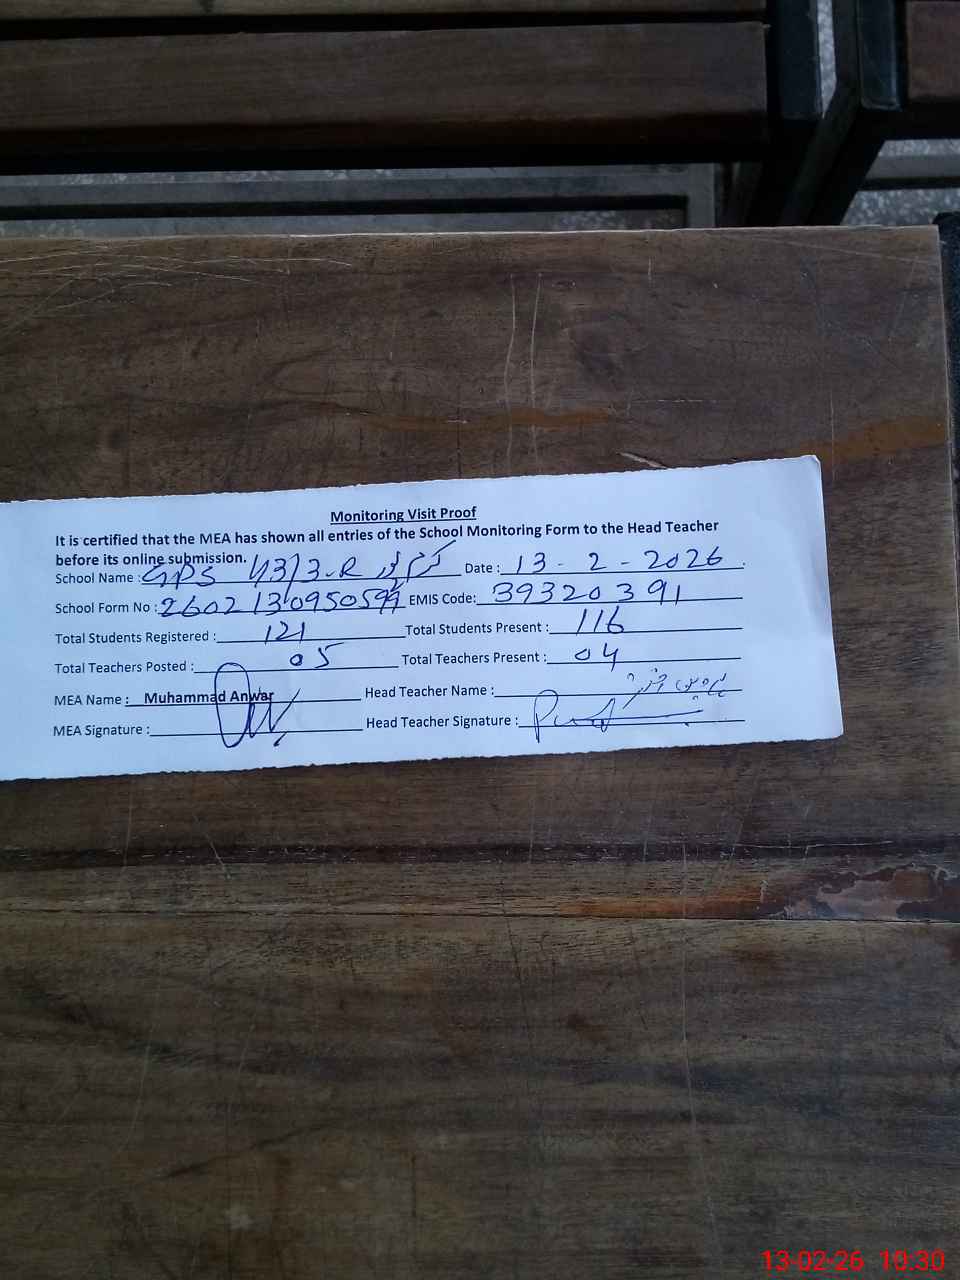 Monitoring Visit Proof
It is certified that the MEA has shown all entries of the School Monitoring Form to the Head Teacher
before its online submission.
School Name : GPS 43/3-R Date : 13 - 2 - 2026
School Form No : EMIS Code: 39320391
Total Students Registered : 121 Total Students Present : 116
Total Teachers Posted : 05 Total Teachers Present : 04
MEA Name : Muhammad Anwar Head Teacher Name :
MEA Signature : Head Teacher Signature :
13-02-26 10:30